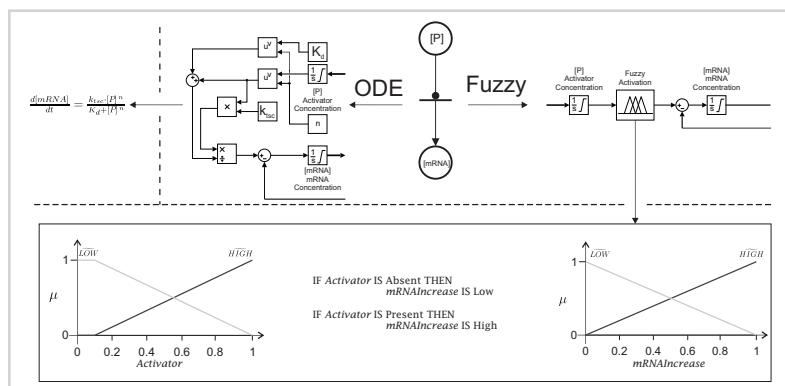 [P]
K_d
u^v
u^v
1/s
[P]
Activator
Concentration
×
k_tsc
n
×
÷
1/s
[mRNA]
mRNA
Concentration
d[mRNA]/dt = k_tsc·[P]^n/K_d+[P]^n
ODE
Fuzzy
[mRNA]
[P]
Activator
Concentration
1/s
Fuzzy
Activation
[mRNA]
mRNA
Concentration
1/s
LOW
HIGH
1
μ
0
0 0.2 0.4 0.6 0.8 1
Activator
IF Activator IS Absent THEN
mRNAIncrease IS Low
IF Activator IS Present THEN
mRNAIncrease IS High
LOW
HIGH
1
μ
0
0 0.2 0.4 0.6 0.8 1
mRNAIncrease